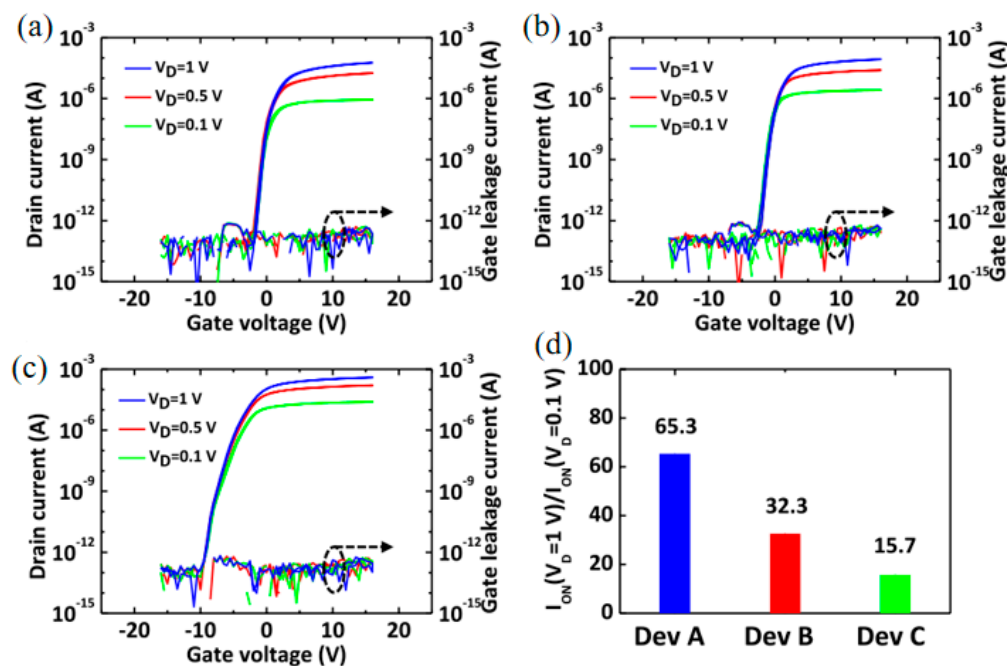 (a)
Drain current (A)
10⁻³
10⁻⁶
10⁻⁹
10⁻¹²
10⁻¹⁵
V_D=1 V
V_D=0.5 V
V_D=0.1 V
10⁻³
10⁻⁶
10⁻⁹
10⁻¹²
10⁻¹⁵
Gate leakage current (A)
-20 -10 0 10 20
Gate voltage (V)
(b)
Drain current (A)
10⁻³
10⁻⁶
10⁻⁹
10⁻¹²
10⁻¹⁵
V_D=1 V
V_D=0.5 V
V_D=0.1 V
10⁻³
10⁻⁶
10⁻⁹
10⁻¹²
10⁻¹⁵
Gate leakage current (A)
-20 -10 0 10 20
Gate voltage (V)
(c)
Drain current (A)
10⁻³
10⁻⁶
10⁻⁹
10⁻¹²
10⁻¹⁵
V_D=1 V
V_D=0.5 V
V_D=0.1 V
10⁻³
10⁻⁶
10⁻⁹
10⁻¹²
10⁻¹⁵
Gate leakage current (A)
-20 -10 0 10 20
Gate voltage (V)
(d)
I_ON(V_D=1 V)/I_ON(V_D=0.1 V)
100
80
60
40
20
0
65.3
32.3
15.7
Dev A Dev B Dev C